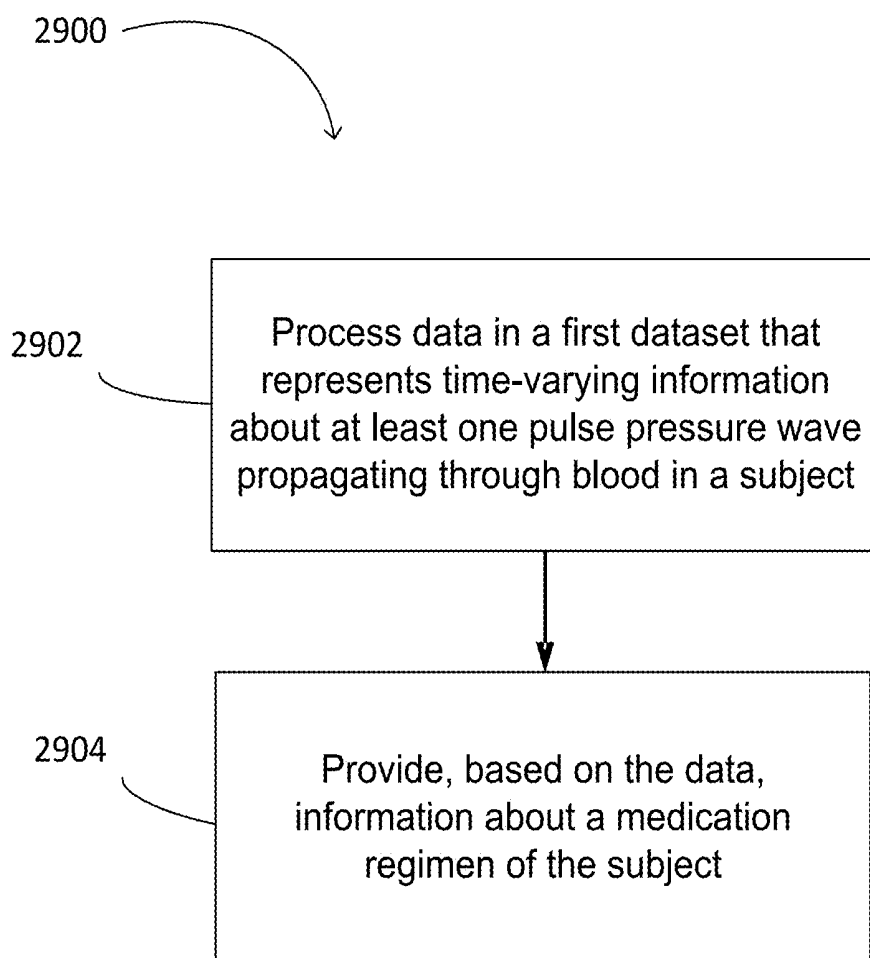 2900
2902
Process data in a first dataset that
represents time-varying information
about at least one pulse pressure wave
propagating through blood in a subject
2904
Provide, based on the data,
information about a medication
regimen of the subject